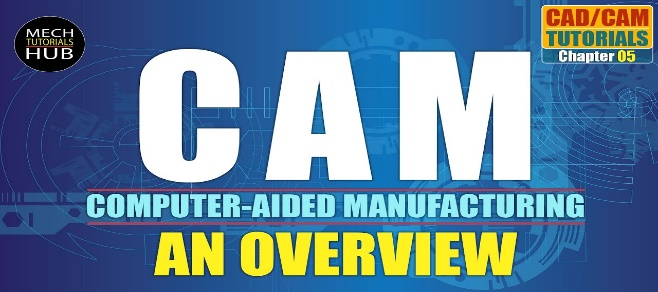 MECH
TUTORIALS
HUB
CAD/CAM
TUTORIALS
Chapter 05
CAM
COMPUTER-AIDED MANUFACTURING
AN OVERVIEW